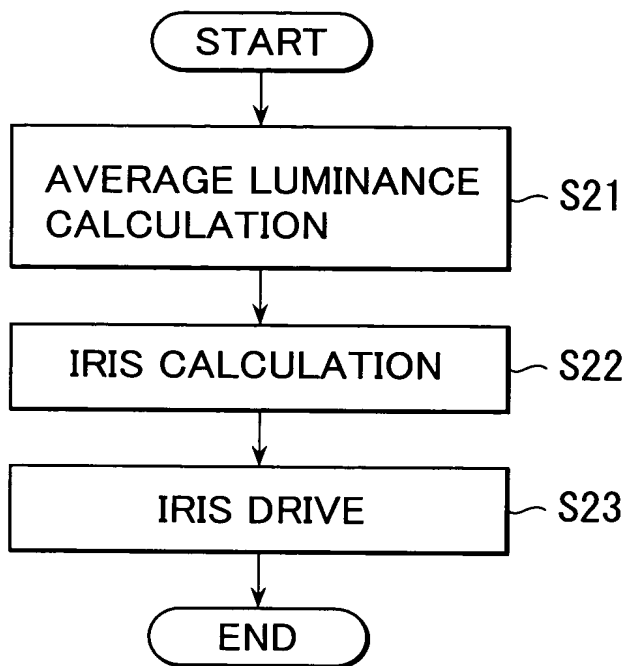 START
AVERAGE LUMINANCE
CALCULATION
S21
IRIS CALCULATION
S22
IRIS DRIVE
S23
END